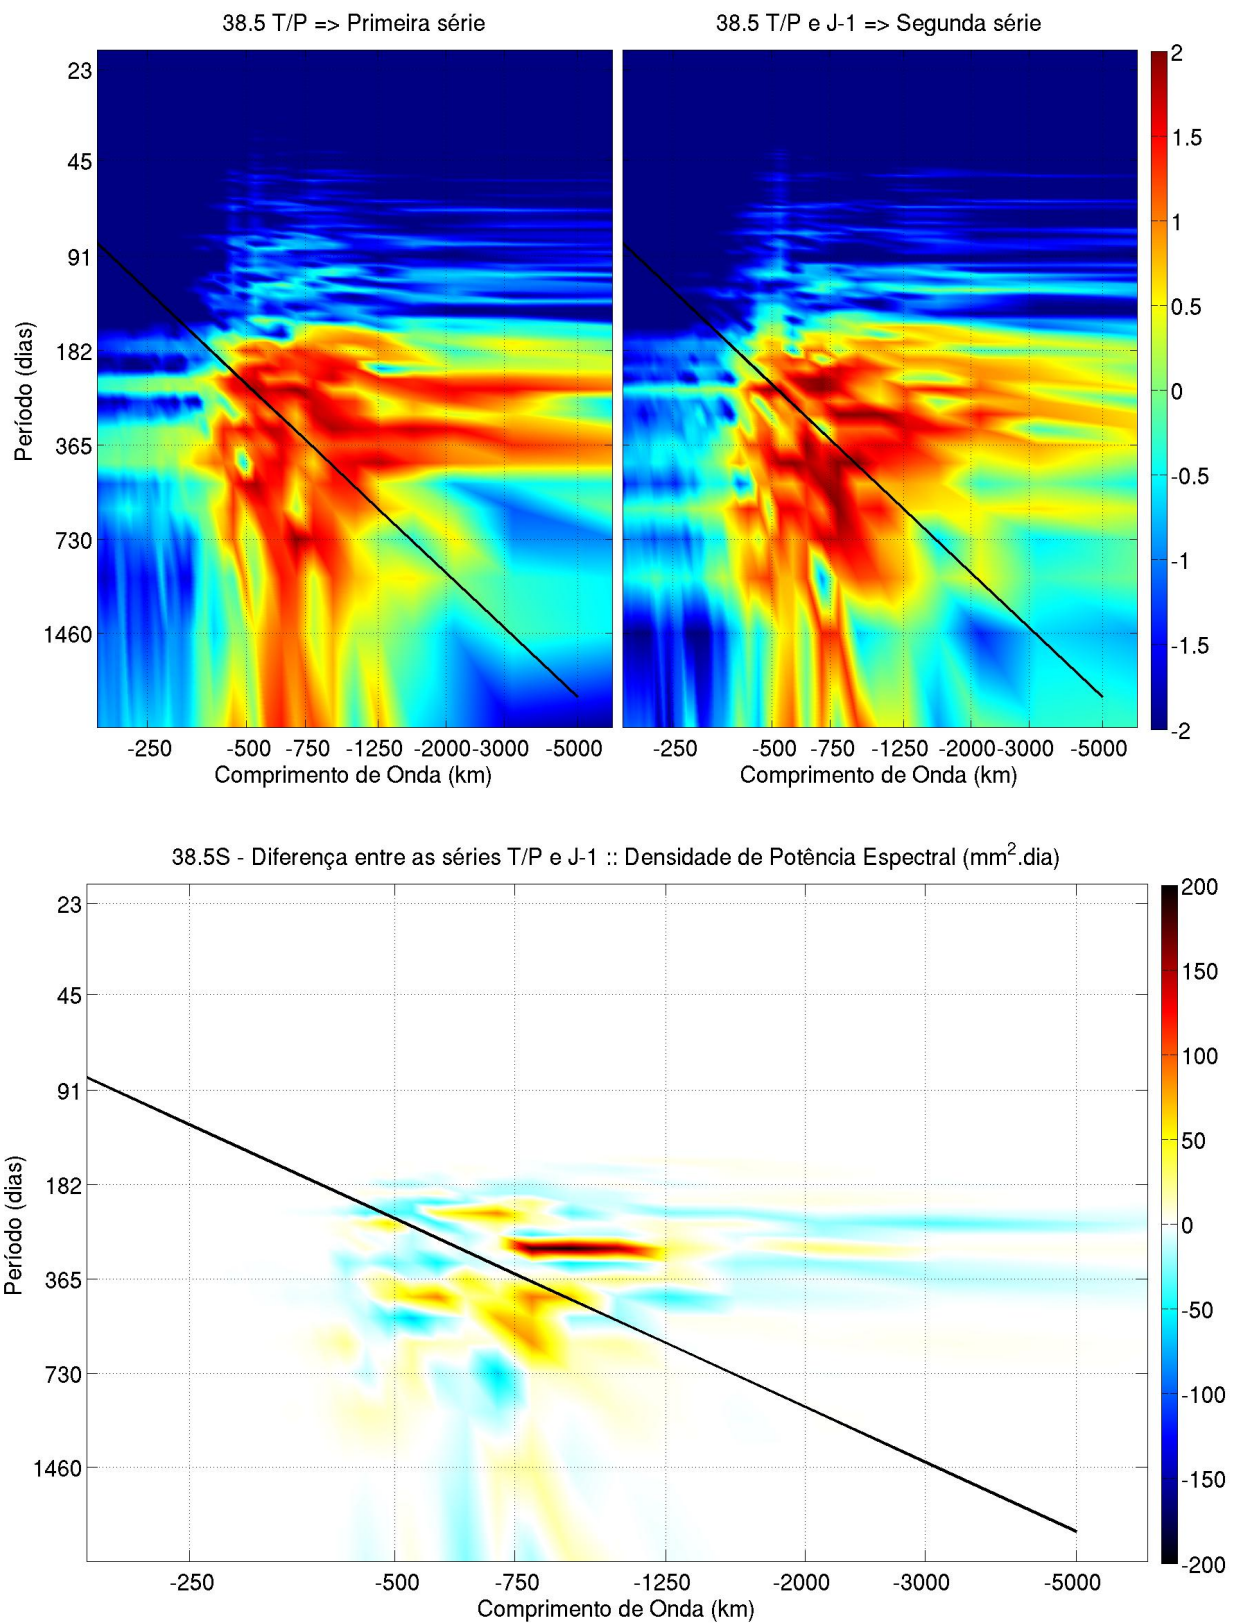 38.5 T/P => Primeira série
38.5 T/P e J-1 => Segunda série
Período (dias)
23
45
91
182
365
730
1460
-250 -500 -750 -1250 -2000 -3000 -5000
Comprimento de Onda (km)
-250 -500 -750 -1250 -2000 -3000 -5000
Comprimento de Onda (km)
2
1.5
1
0.5
0
-0.5
-1
-1.5
-2
38.5S - Diferença entre as séries T/P e J-1 :: Densidade de Potência Espectral (mm².dia)
Período (dias)
23
45
91
182
365
730
1460
-250 -500 -750 -1250 -2000 -3000 -5000
Comprimento de Onda (km)
200
150
100
50
0
-50
-100
-150
-200